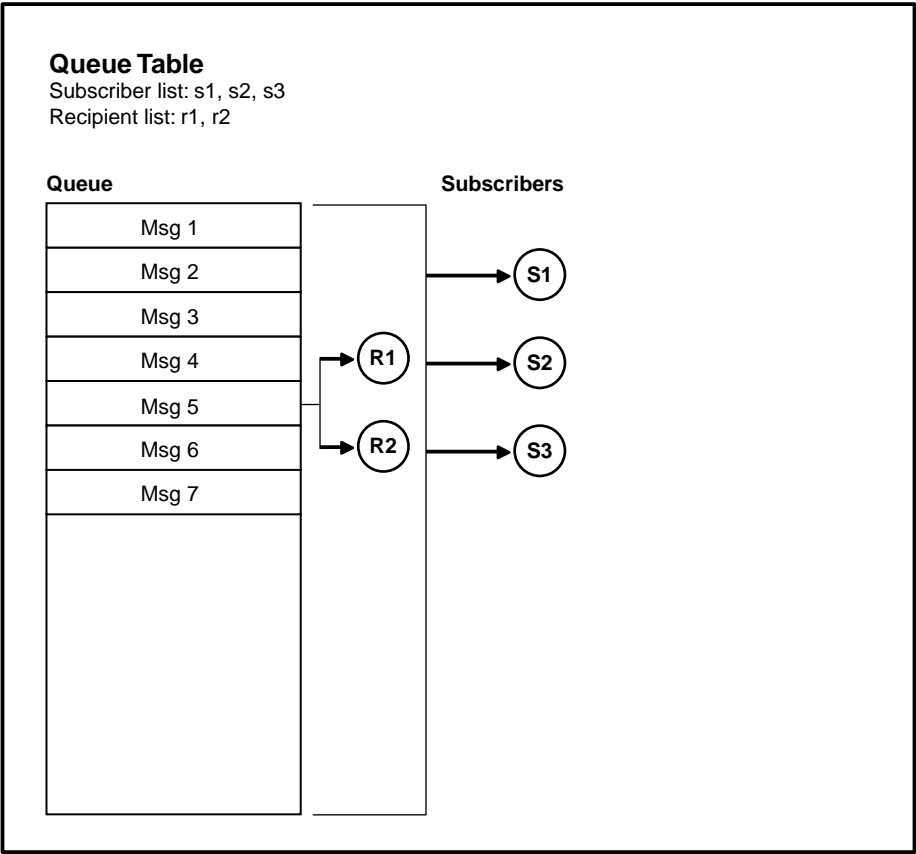 Queue Table
Subscriber list: s1, s2, s3
Recipient list: r1, r2
Queue
Subscribers
Msg 1
Msg 2
S1
Msg 3
Msg 4
R1
S2
Msg 5
Msg 6
R2
S3
Msg 7